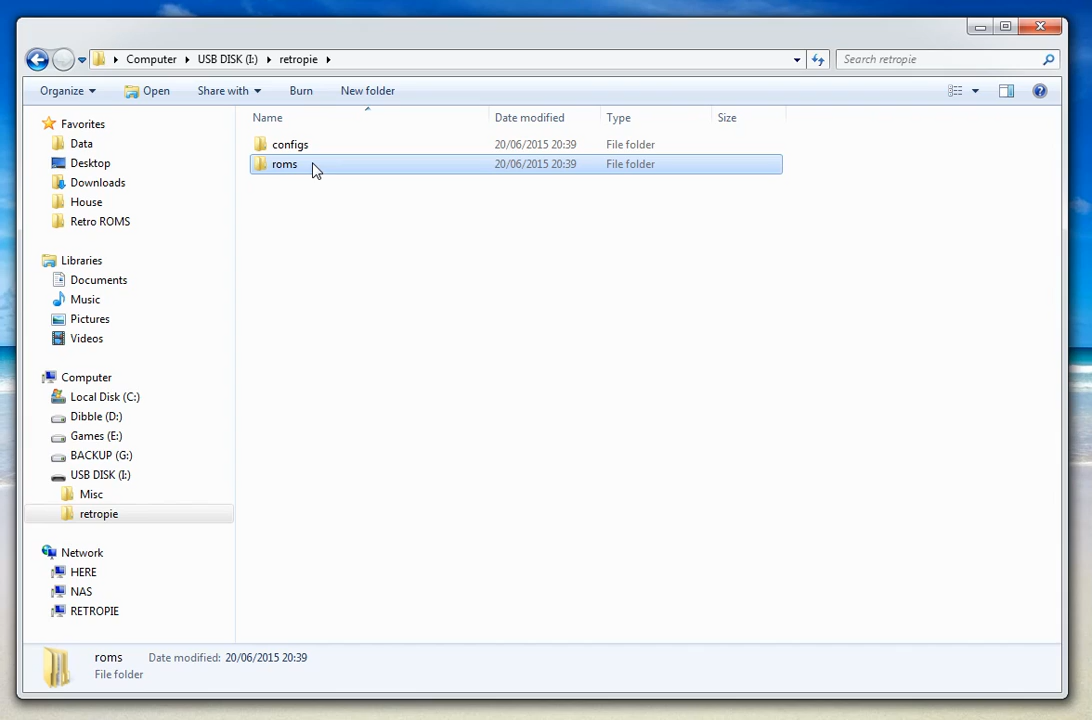 Computer USB DISK (I:) retropie Search retropie
Organize Open Share with Burn New folder
Name Date modified Type Size
configs 20/06/2015 20:39 File folder
roms 20/06/2015 20:39 File folder
Favorites
Data
Desktop
Downloads
House
Retro ROMS
Libraries
Documents
Music
Pictures
Videos
Computer
Local Disk (C:)
Dibble (D:)
Games (E:)
BACKUP (G:)
USB DISK (I:)
Misc
retropie
Network
HERE
NAS
RETROPIE
roms Date modified: 20/06/2015 20:39
File folder